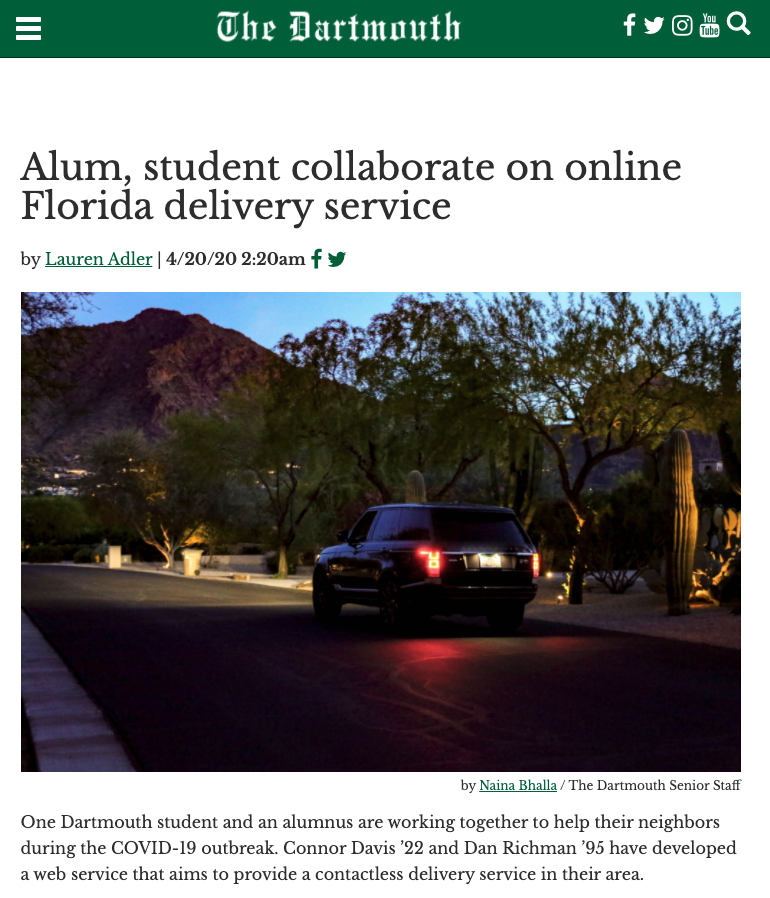 The Dartmouth
You
Tube
Alum, student collaborate on online
Florida delivery service
by Lauren Adler | 4/20/20 2:20am
by Naina Bhalla / The Dartmouth Senior Staff
One Dartmouth student and an alumnus are working together to help their neighbors
during the COVID-19 outbreak. Connor Davis ’22 and Dan Richman ’95 have developed
a web service that aims to provide a contactless delivery service in their area.